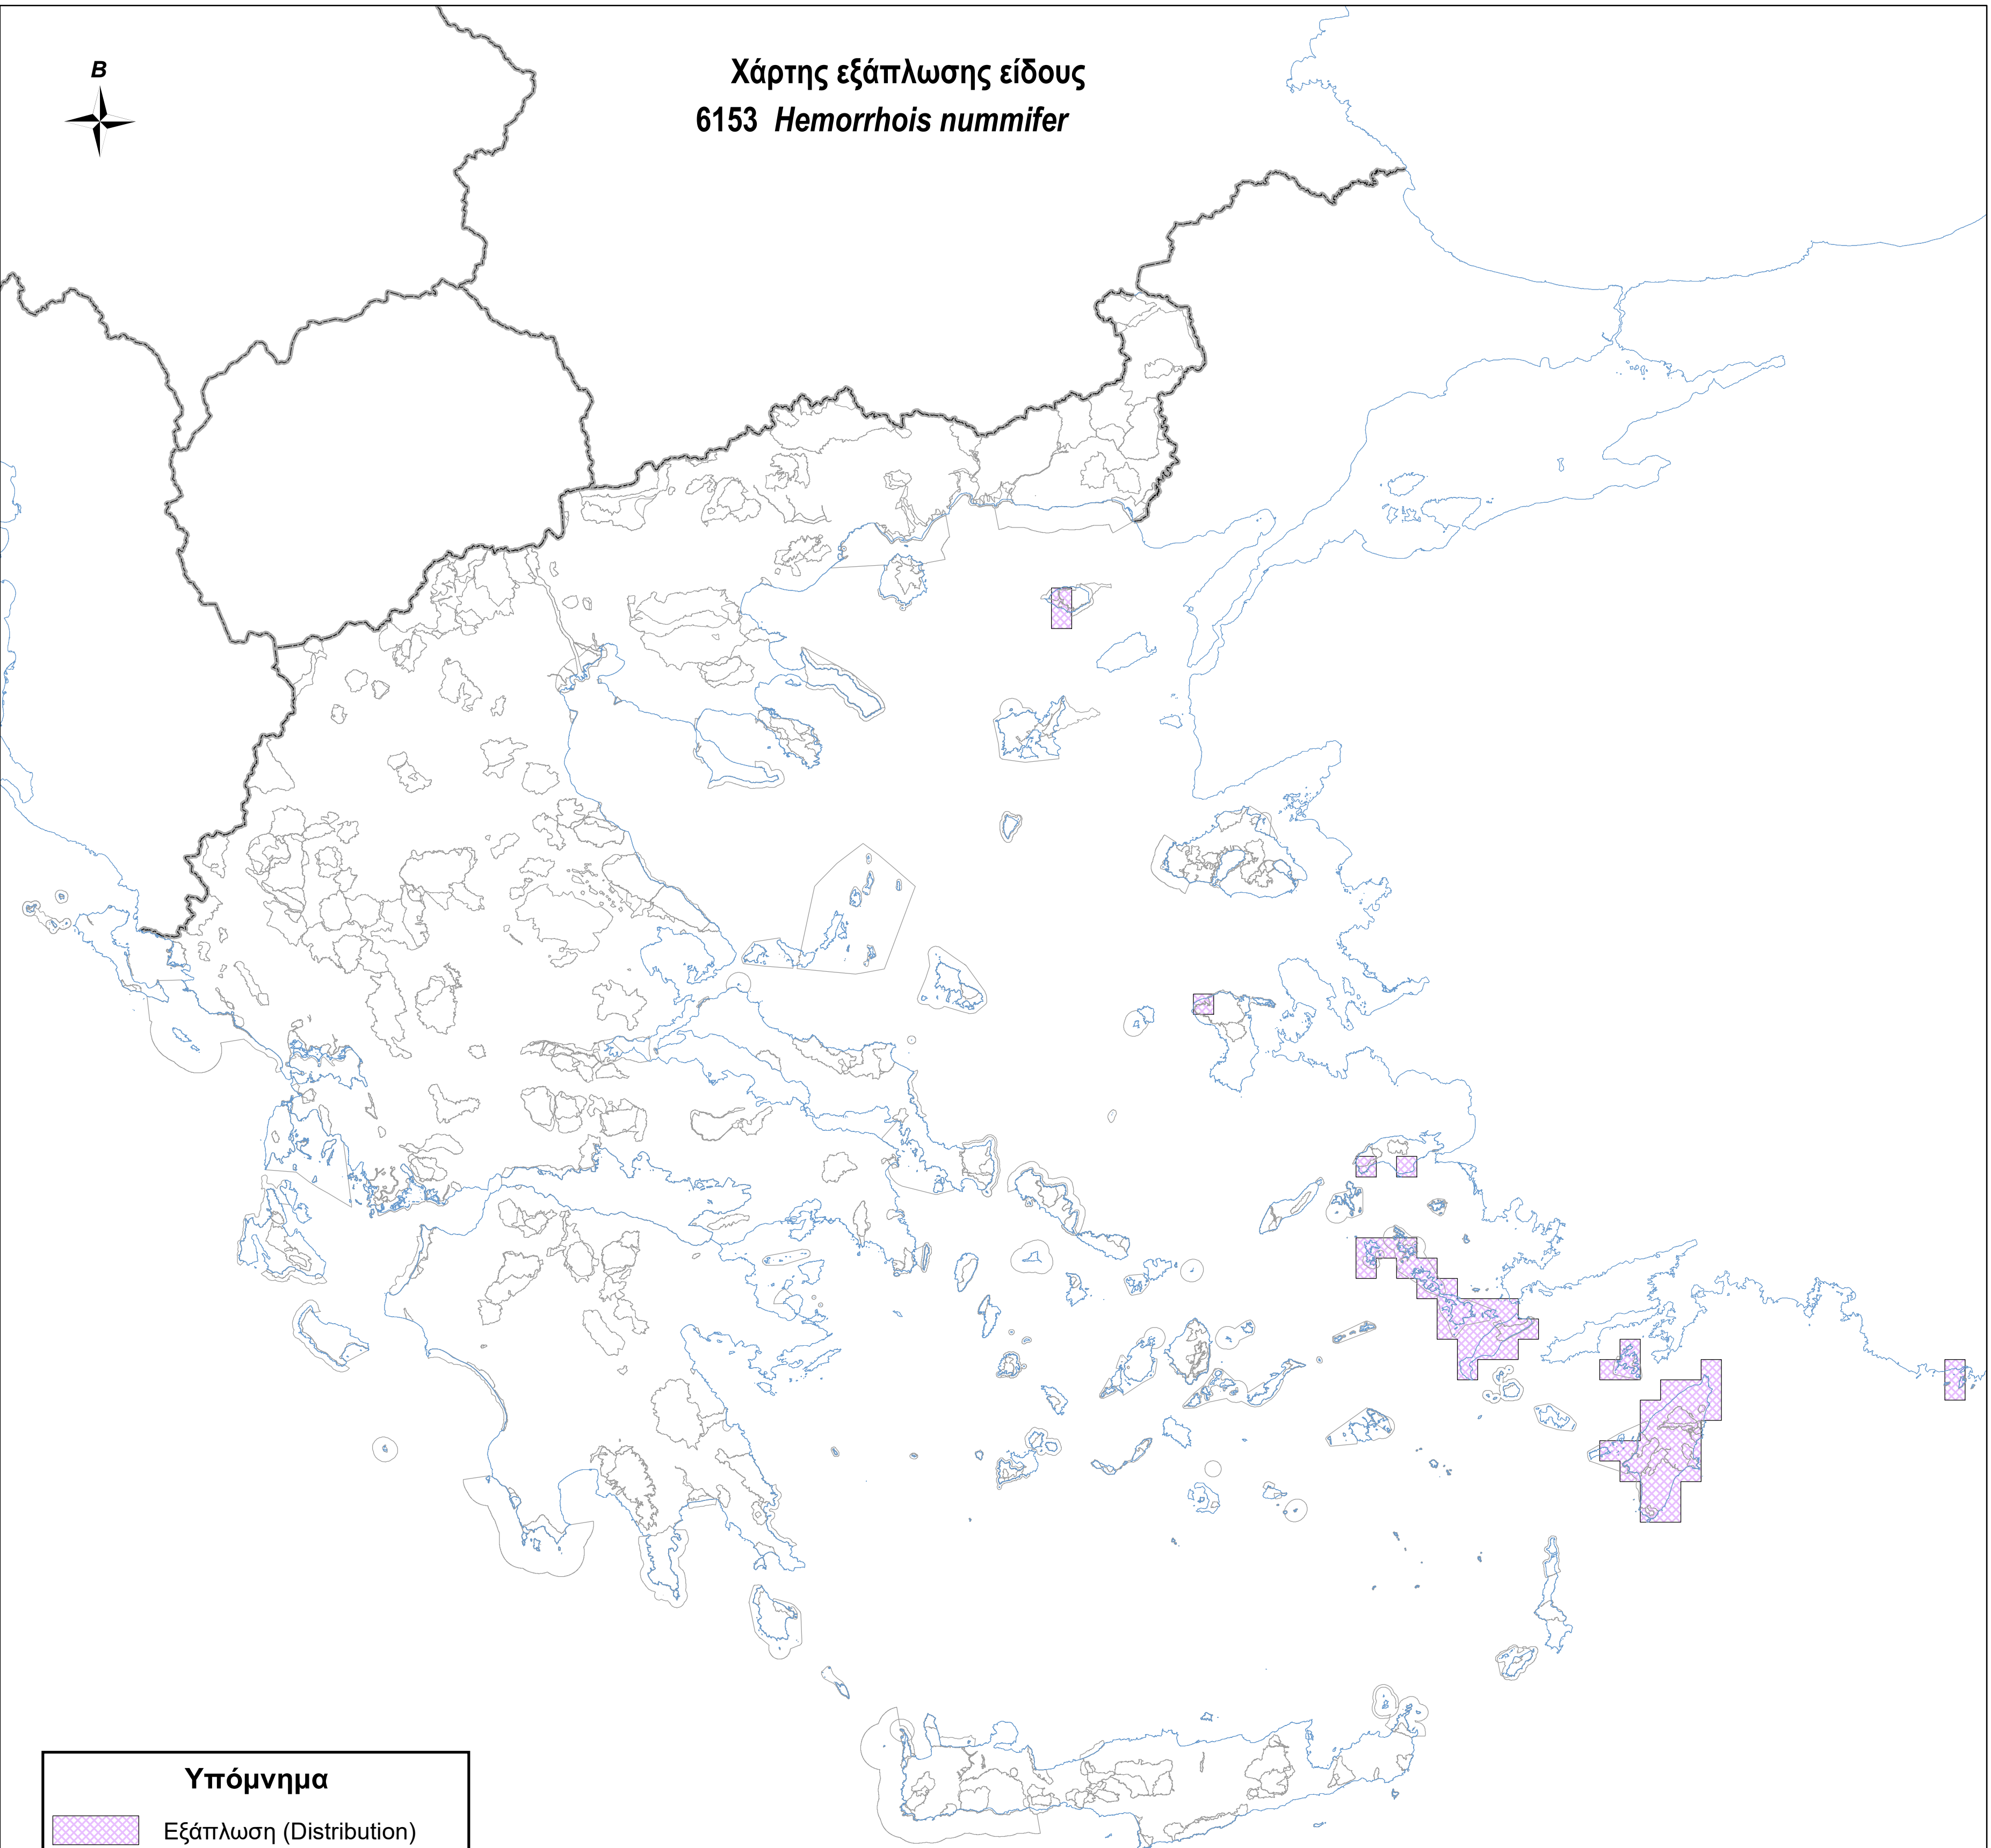 B
Χάρτης εξάπλωσης είδους
6153 Hemorrhois nummifer
Υπόμνημα
Εξάπλωση (Distribution)